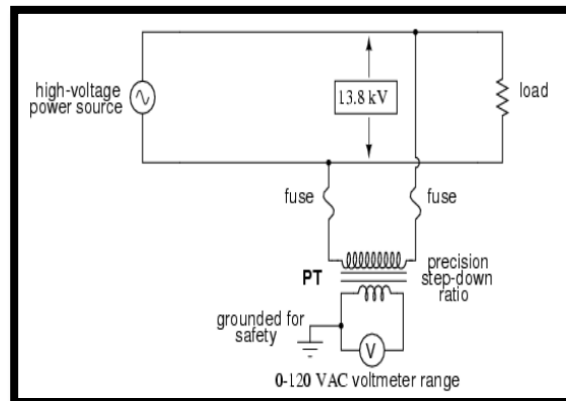 high-voltage
power source
13.8 kV
load
fuse
fuse
PT
precision
step-down
ratio
grounded for
safety
V
0-120 VAC voltmeter range